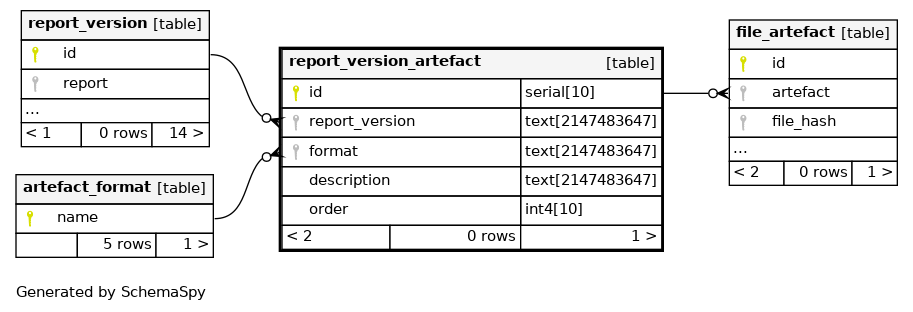 report_version [table]
id
report
...
< 1 0 rows 14 >
artefact_format [table]
name
5 rows 1 >
report_version_artefact [table]
id serial[10]
report_version text[2147483647]
format text[2147483647]
description text[2147483647]
order int4[10]
< 2 0 rows 1 >
file_artefact [table]
id
artefact
file_hash
...
< 2 0 rows 1 >
Generated by SchemaSpy